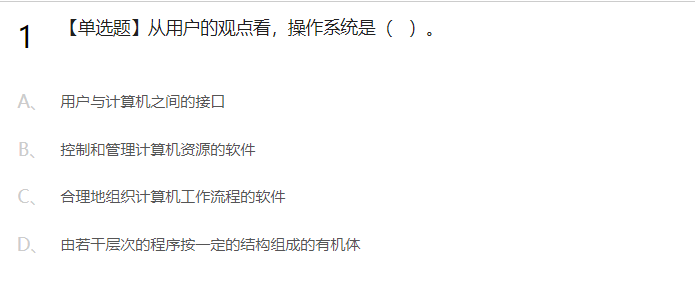 1 【单选题】从用户的观点看，操作系统是（ ）。
A、 用户与计算机之间的接口
B、 控制和管理计算机资源的软件
C、 合理地组织计算机工作流程的软件
D、 由若干层次的程序按一定的结构组成的有机体